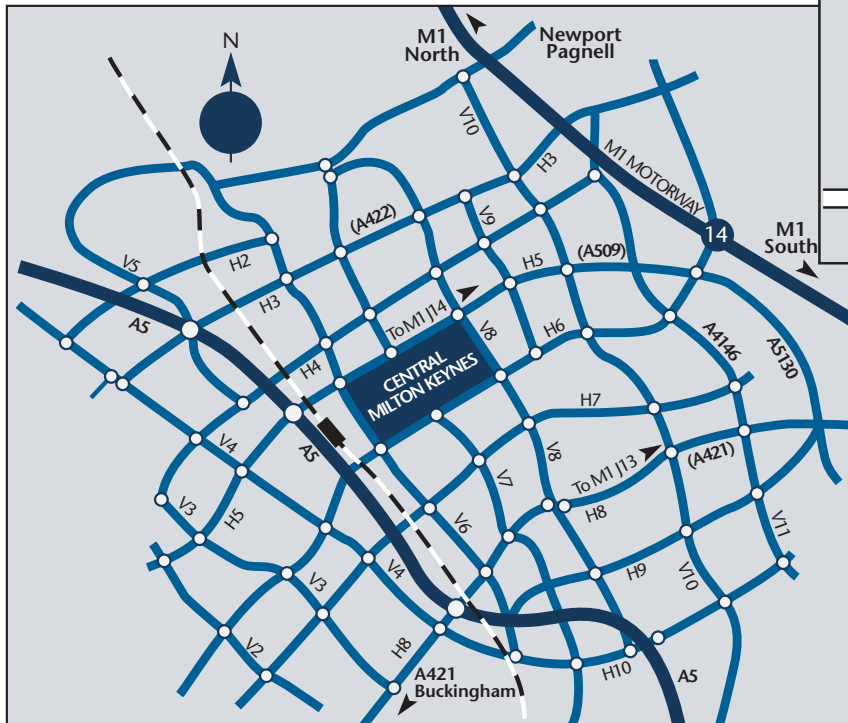 N
M1
North
Newport
Pagnell
V10
H3
M1 MOTORWAY
14
M1
South
(A422)
V9
H5
(A509)
V5
H2
H3
A5
To M1 J14
V8
H6
H4
CENTRAL
MILTON KEYNES
A4146
A5130
H7
V4
A5
V8
(A421)
To M1 J13
V7
V3
H5
V6
H8
V11
V4
V3
H9
V10
V2
H8
H10
A5
A421
Buckingham